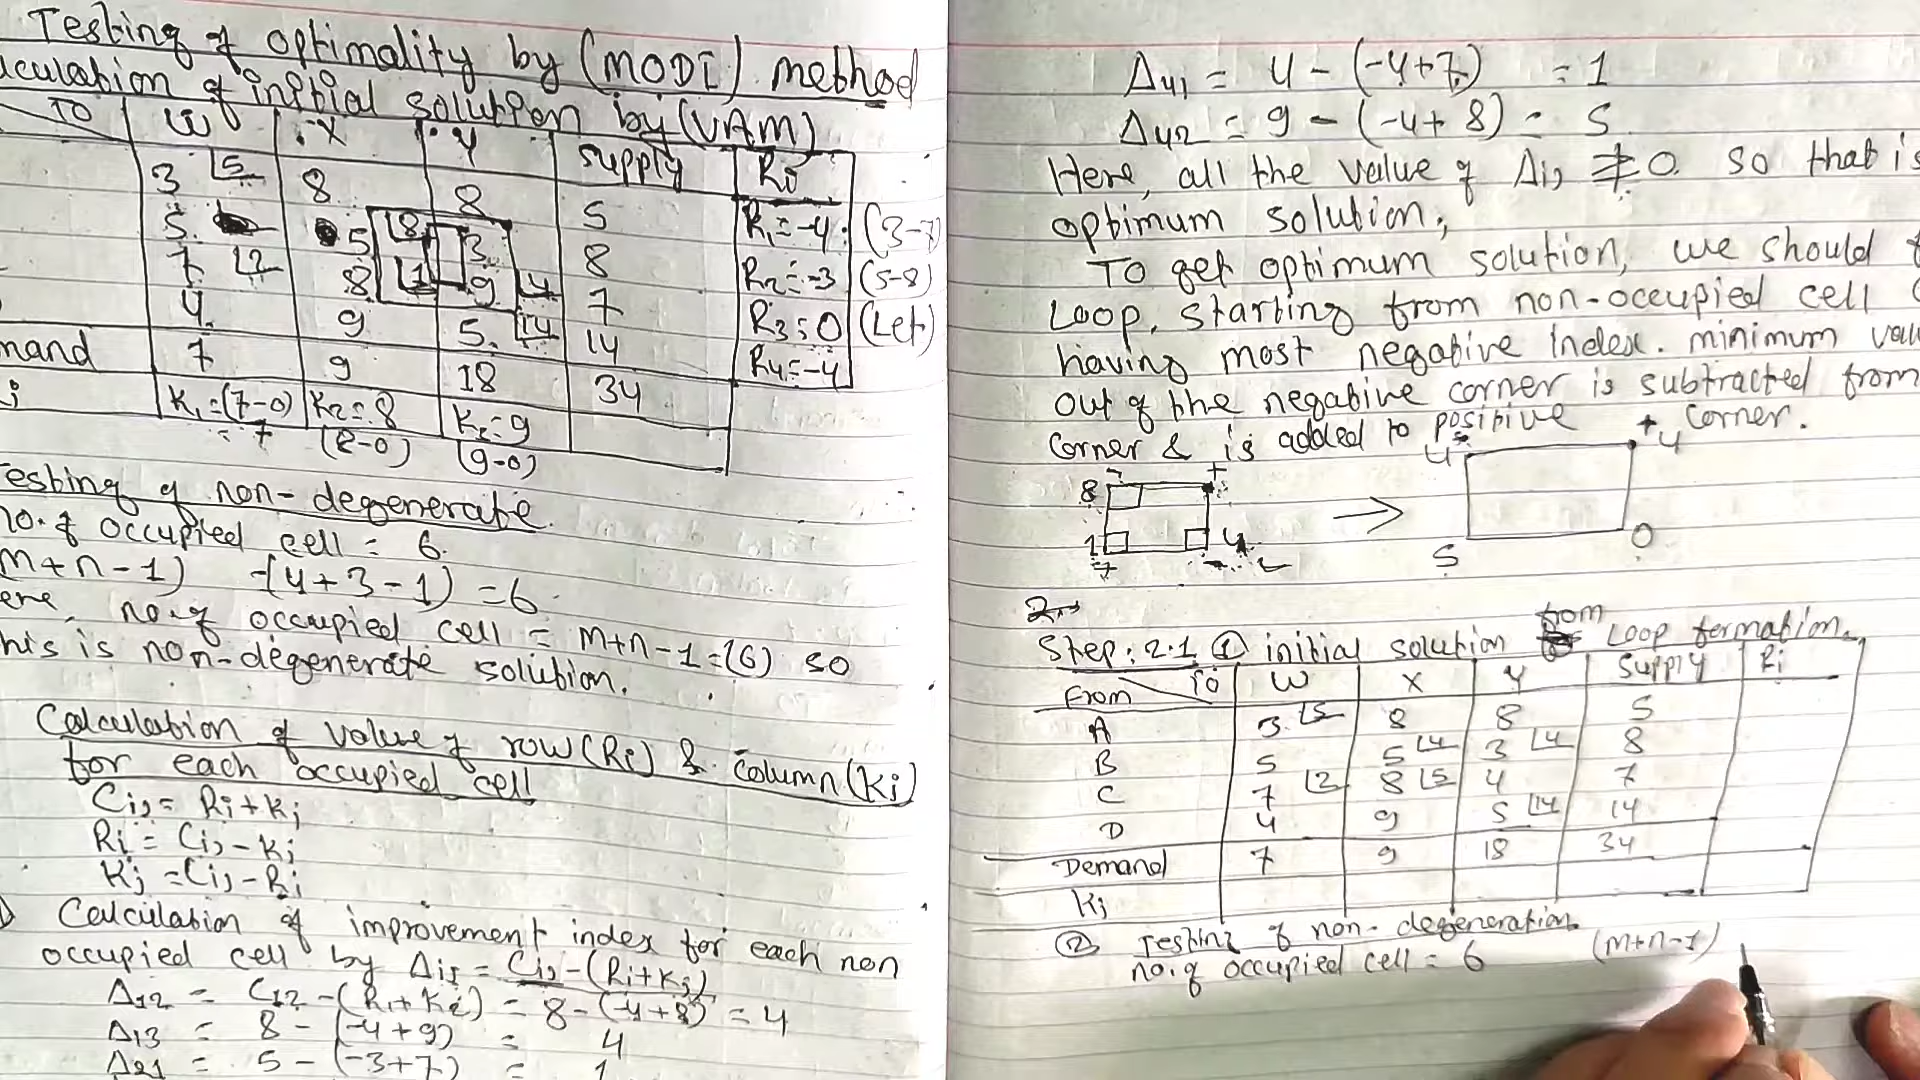 Testing of optimality by (MODI) method
culation of initial solution by (VAM)
TO W X Y supply Ri
3 5 8 8 5 R1=-4 (3-7)
5 5 8 3 8 R2=-3 (5-8)
7 2 8 1 9 4 7 R3=0 (Let)
4 9 5 14 14 R4=-4
mand 7 9 18 34
K1=(7-0) K2=8 K3=9
=7 (8-0) (9-0)
esting of non-degenerate
no. of occupied cell = 6
m+n-1) -(4+3-1) =6
ere, no. of occupied cell = m+n-1=(6) so
his is non-degenerate solution.
Calculation of value of row(Ri) & column(Kj)
for each occupied cell
Cij = Ri+Kj
Ri = Cij-Kj
Kj = Cij-Ri
Calculation of improvement index for each non
occupied cell by Δij = Cij-(Ri+Kj)
Δ12 = C12-(R1+K2) = 8-(-4+8) = 4
Δ13 = 8-(-4+9) = 4
Δ21 = 5-(-3+7) = 1
Δ41 = 4-(-4+7) =1
Δ42 = 9-(-4+8) = 5
Here, all the value of Δij ≱0. so that is
optimum solution,
To get optimum solution, we should
Loop, starting from non-occupied cell
having most negative index. minimum val
out of the negative corner is subtracted from
corner & is added to positive corner.
8 - +
1 + 4 -
4 + 4
5 0
Step: 2.1 ① initial solution from Loop formation.
From To W X Y Supply Ri
A 3 5 8 8 5
B 5 5 4 3 4 8
C 7 2 8 5 4 7
D 4 9 5 14 14
Demand 7 9 18 34
Kj
② Testing of non-degeneration
no. of occupied cell = 6 (m+n-1)